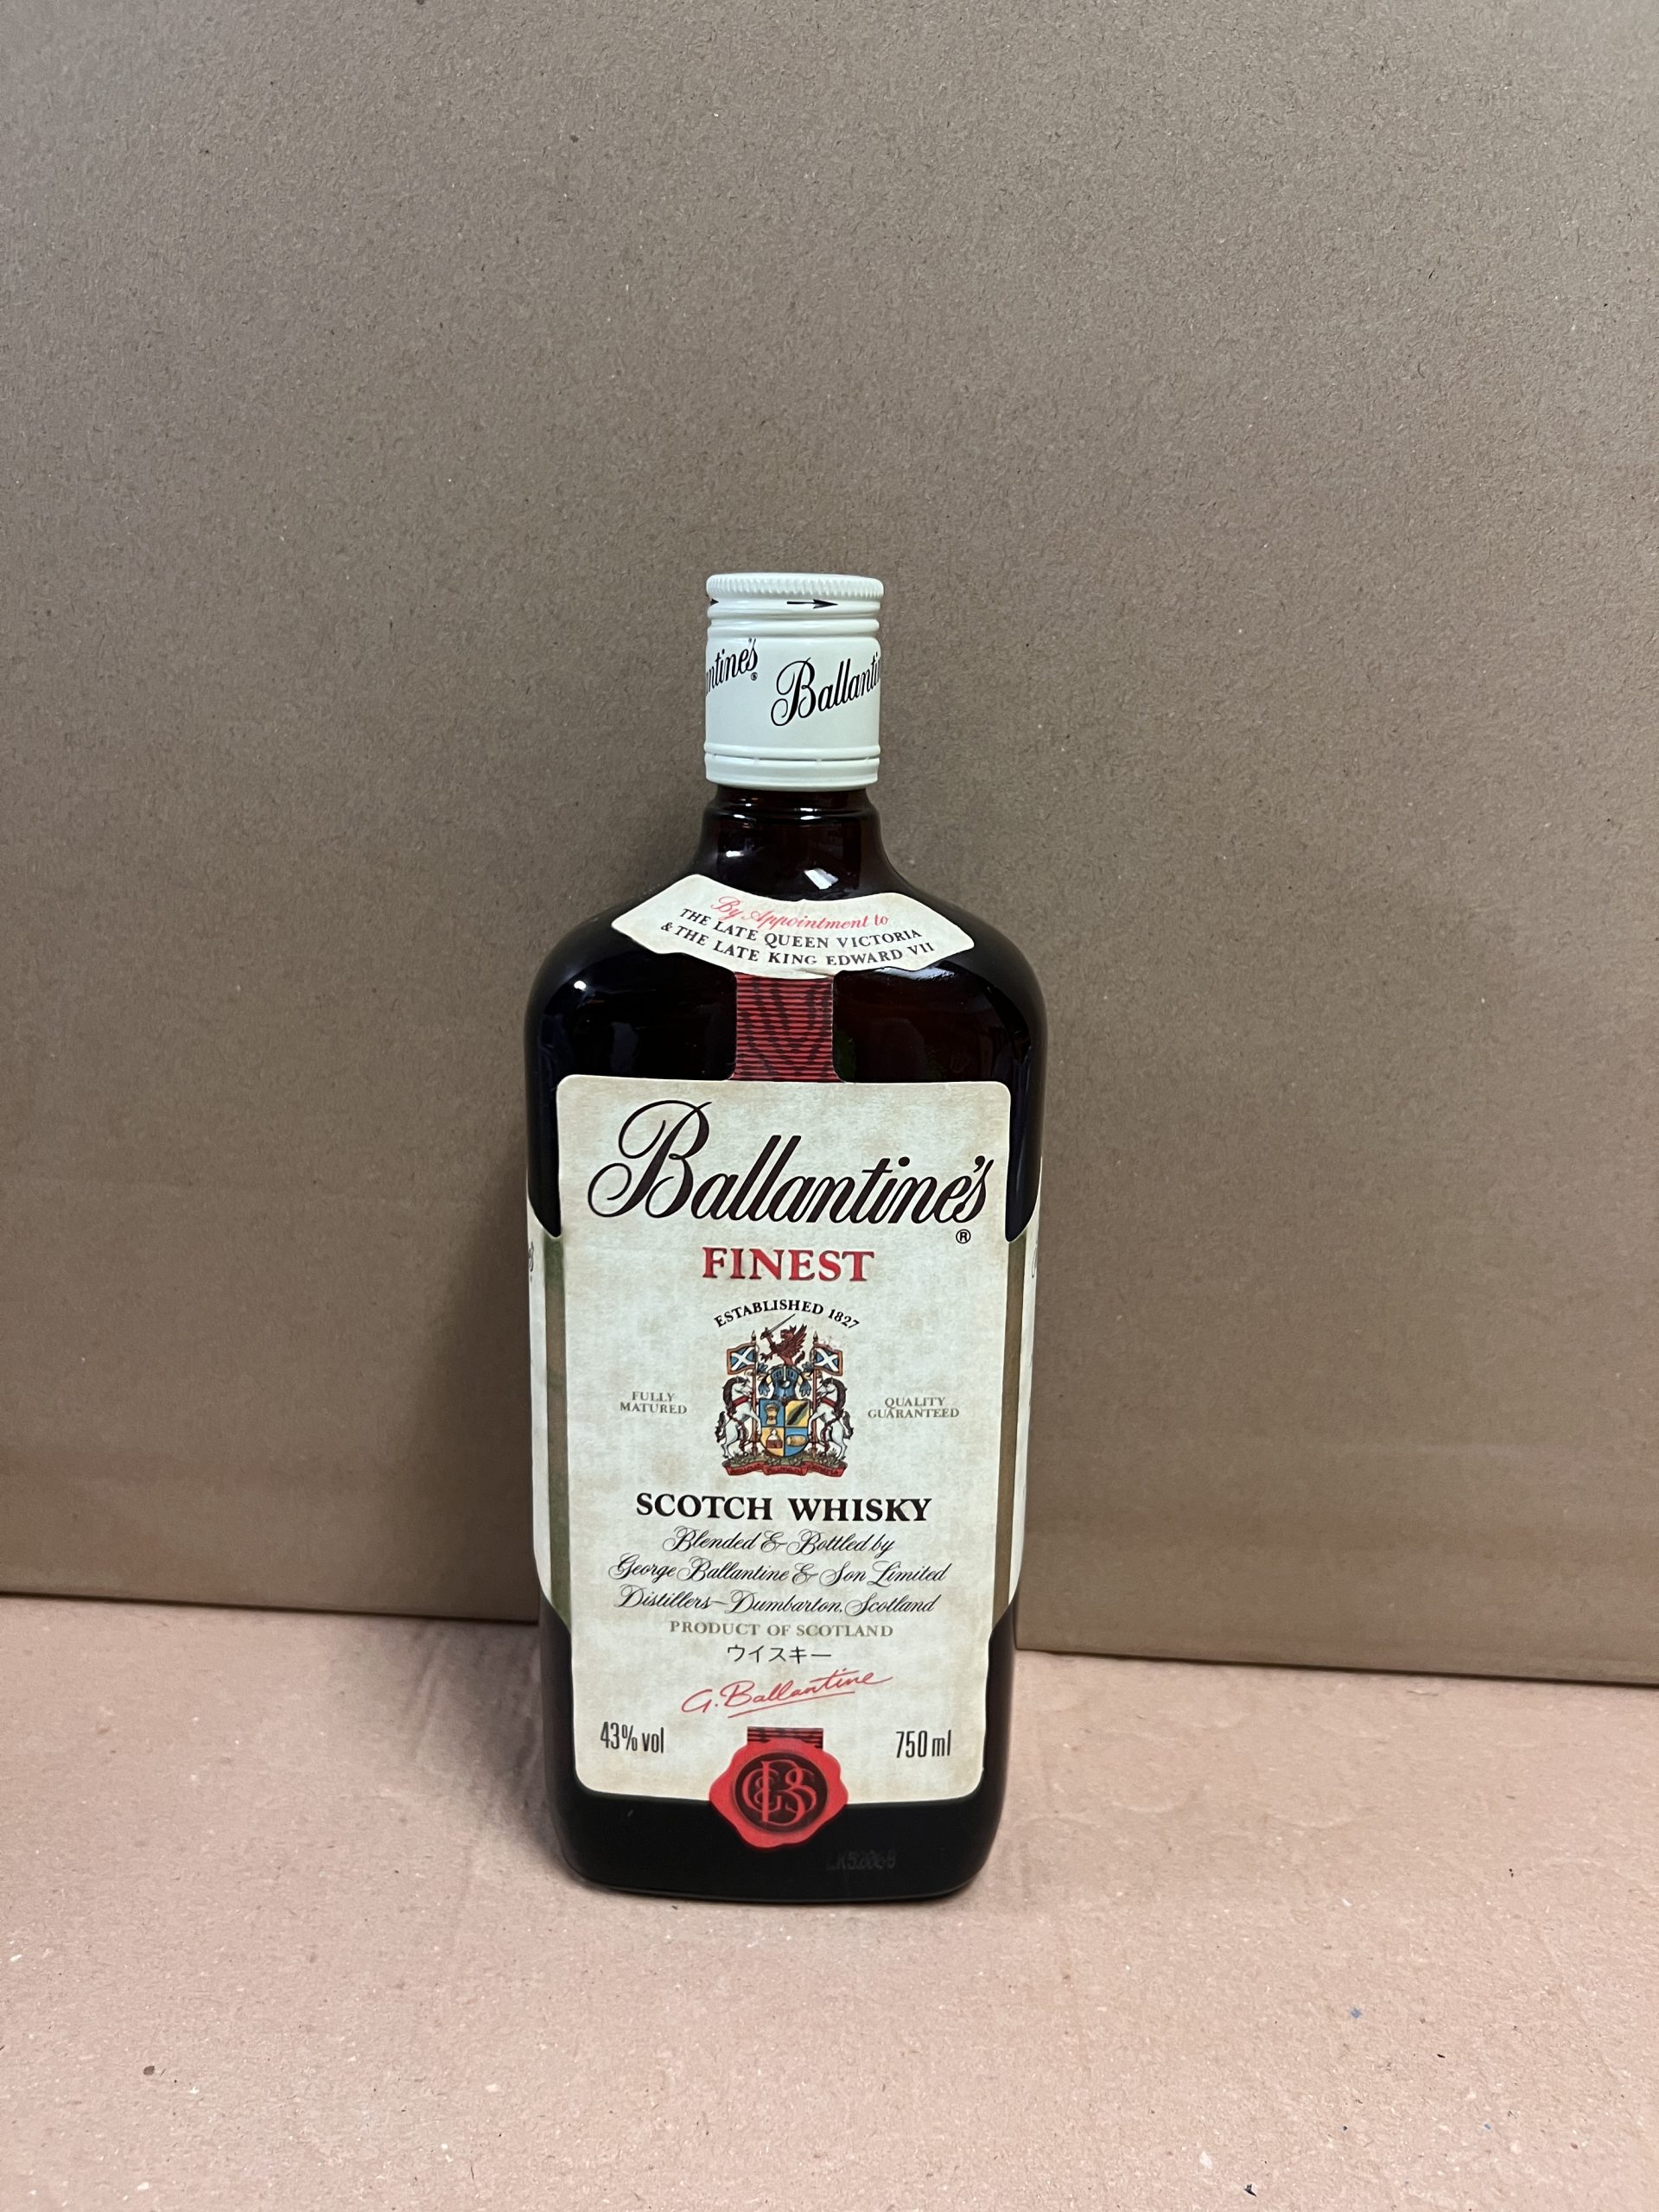 Ballantine's
By Appointment to
THE LATE QUEEN VICTORIA
& THE LATE KING EDWARD VII
Ballantine's®
FINEST
ESTABLISHED 1827
FULLY
MATURED
QUALITY
GUARANTEED
SCOTCH WHISKY
Blended & Bottled by
George Ballantine & Son Limited
Distillers-Dumbarton, Scotland
PRODUCT OF SCOTLAND
ウイスキー
G. Ballantine
43% vol
750 ml